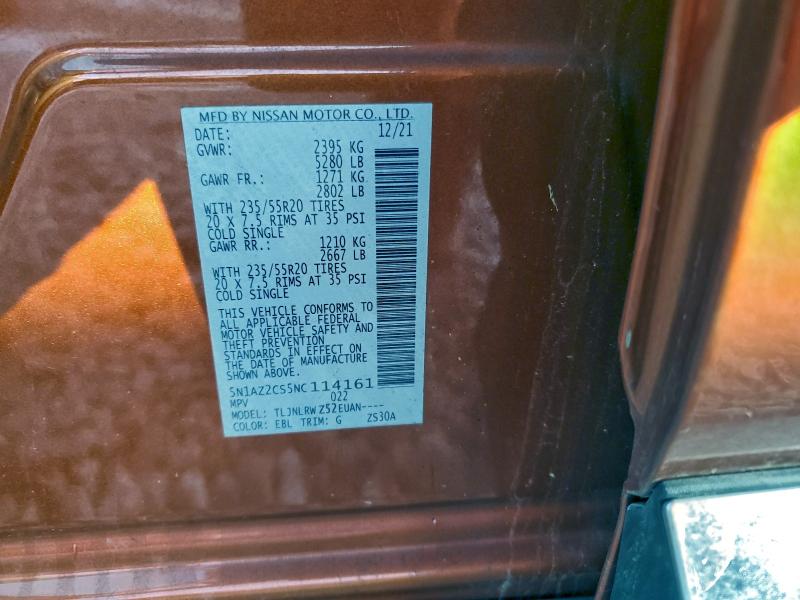 MFD BY NISSAN MOTOR CO., LTD.
DATE: 12/21
GVWR: 2395 KG
5280 LB
GAWR FR.: 1271 KG
2802 LB
WITH 235/55R20 TIRES
20 X 7.5 RIMS AT 35 PSI
COLD SINGLE
GAWR RR.: 1210 KG
2667 LB
WITH 235/55R20 TIRES
20 X 7.5 RIMS AT 35 PSI
COLD SINGLE
THIS VEHICLE CONFORMS TO
ALL APPLICABLE FEDERAL
MOTOR VEHICLE SAFETY AND
THEFT PREVENTION
STANDARDS IN EFFECT ON
THE DATE OF MANUFACTURE
SHOWN ABOVE.
5N1AZ2CS5NC114161
MPV 022
MODEL: TLJNLRWZ52EUAN----
COLOR: EBL TRIM: G ZS30A